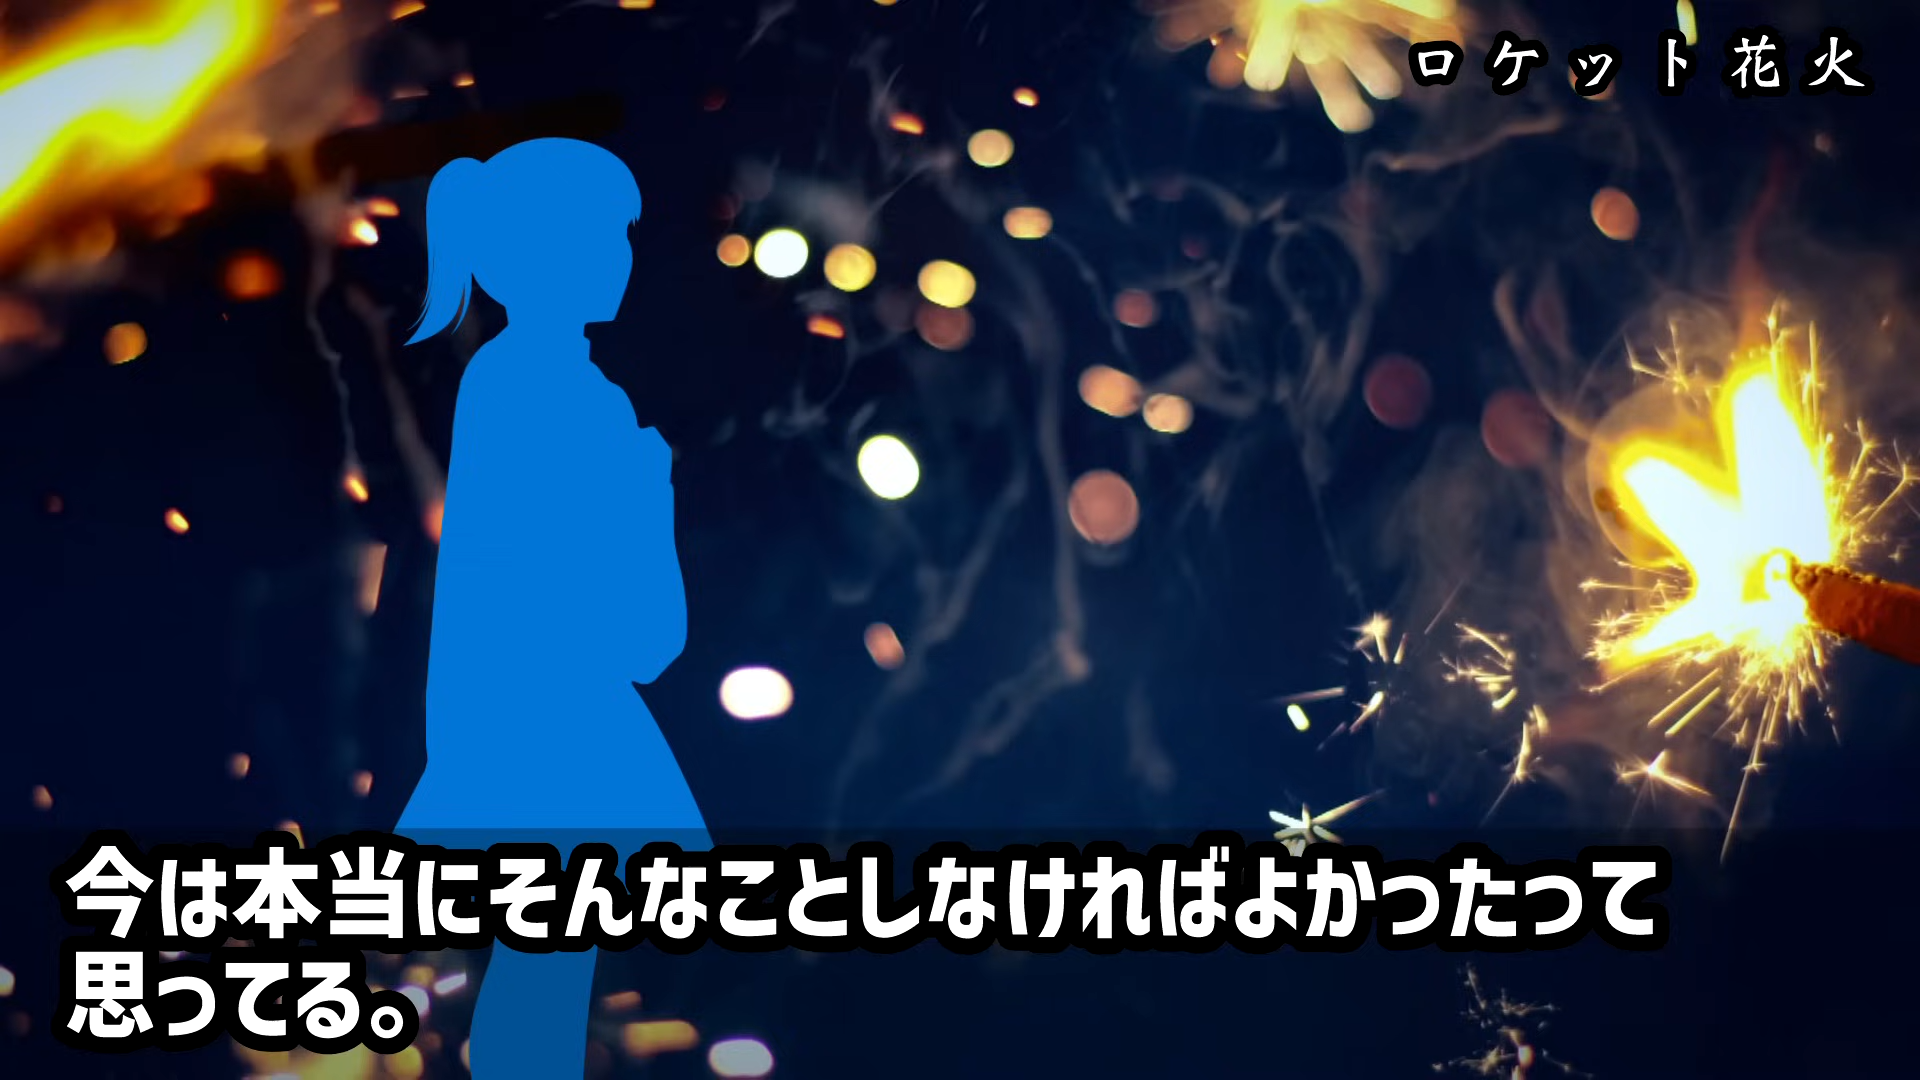 ロケット花火
今は本当にそんなことしなければよかったって
思ってる。